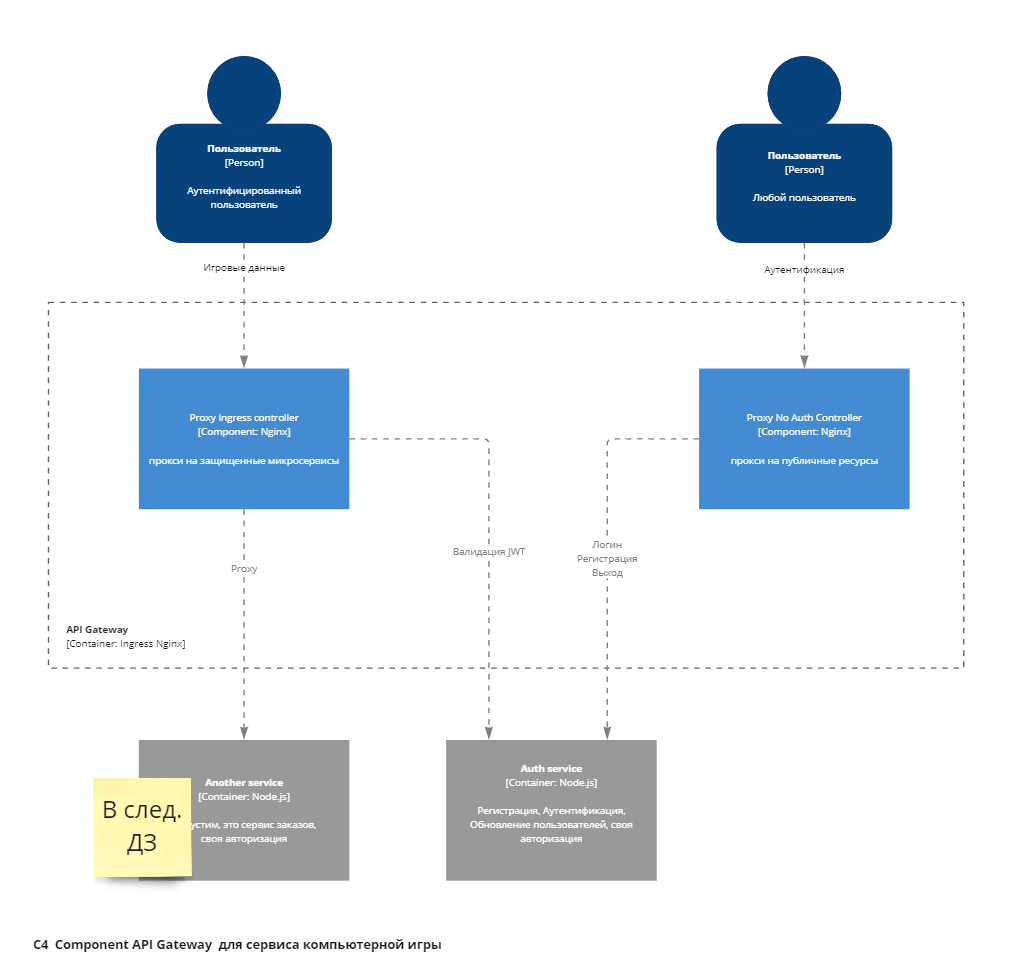 Пользователь
[Person]
Аутентифицированный
пользователь
Пользователь
[Person]
Любой пользователь
Игровые данные
Аутентификация
Proxy Ingress controller
[Component: Nginx]
прокси на защищенные микросервисы
Proxy No Auth Controller
[Component: Nginx]
прокси на публичные ресурсы
Proxy
Валидация JWT
Логин
Регистрация
Выход
API Gateway
[Container: Ingress Nginx]
Another service
[Container: Node.js]
это сервис заказов,
своя авторизация
В след.
ДЗ
Auth service
[Container: Node.js]
Регистрация, Аутентификация,
Обновление пользователей, своя
авторизация
C4 Component API Gateway для сервиса компьютерной игры